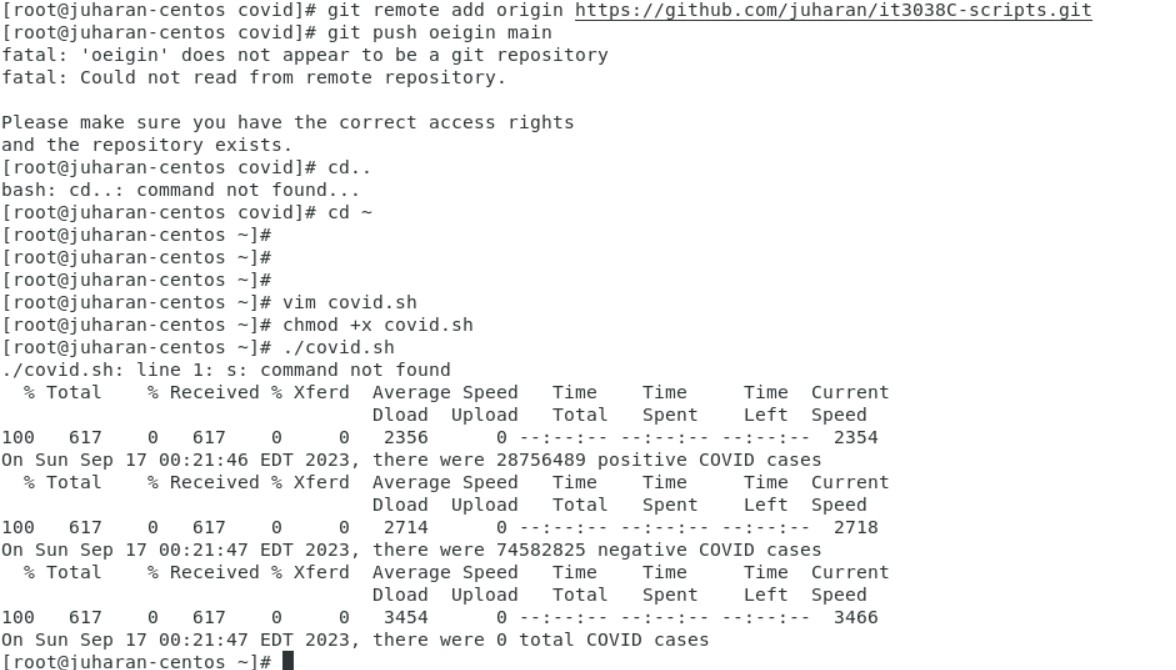 [root@juharan-centos covid]# git remote add origin https://github.com/juharan/it3038C-scripts.git
[root@juharan-centos covid]# git push oeigin main
fatal: 'oeigin' does not appear to be a git repository
fatal: Could not read from remote repository.

Please make sure you have the correct access rights
and the repository exists.
[root@juharan-centos covid]# cd..
bash: cd..: command not found...
[root@juharan-centos covid]# cd ~
[root@juharan-centos ~]#
[root@juharan-centos ~]#
[root@juharan-centos ~]#
[root@juharan-centos ~]# vim covid.sh
[root@juharan-centos ~]# chmod +x covid.sh
[root@juharan-centos ~]# ./covid.sh
./covid.sh: line 1: s: command not found
  % Total    % Received % Xferd  Average Speed   Time    Time     Time  Current
                                 Dload  Upload   Total   Spent    Left  Speed
100   617    0   617    0     0   2356      0 --:--:-- --:--:-- --:--:--  2354
On Sun Sep 17 00:21:46 EDT 2023, there were 28756489 positive COVID cases
  % Total    % Received % Xferd  Average Speed   Time    Time     Time  Current
                                 Dload  Upload   Total   Spent    Left  Speed
100   617    0   617    0     0   2714      0 --:--:-- --:--:-- --:--:--  2718
On Sun Sep 17 00:21:47 EDT 2023, there were 74582825 negative COVID cases
  % Total    % Received % Xferd  Average Speed   Time    Time     Time  Current
                                 Dload  Upload   Total   Spent    Left  Speed
100   617    0   617    0     0   3454      0 --:--:-- --:--:-- --:--:--  3466
On Sun Sep 17 00:21:47 EDT 2023, there were 0 total COVID cases
[root@juharan-centos ~]#